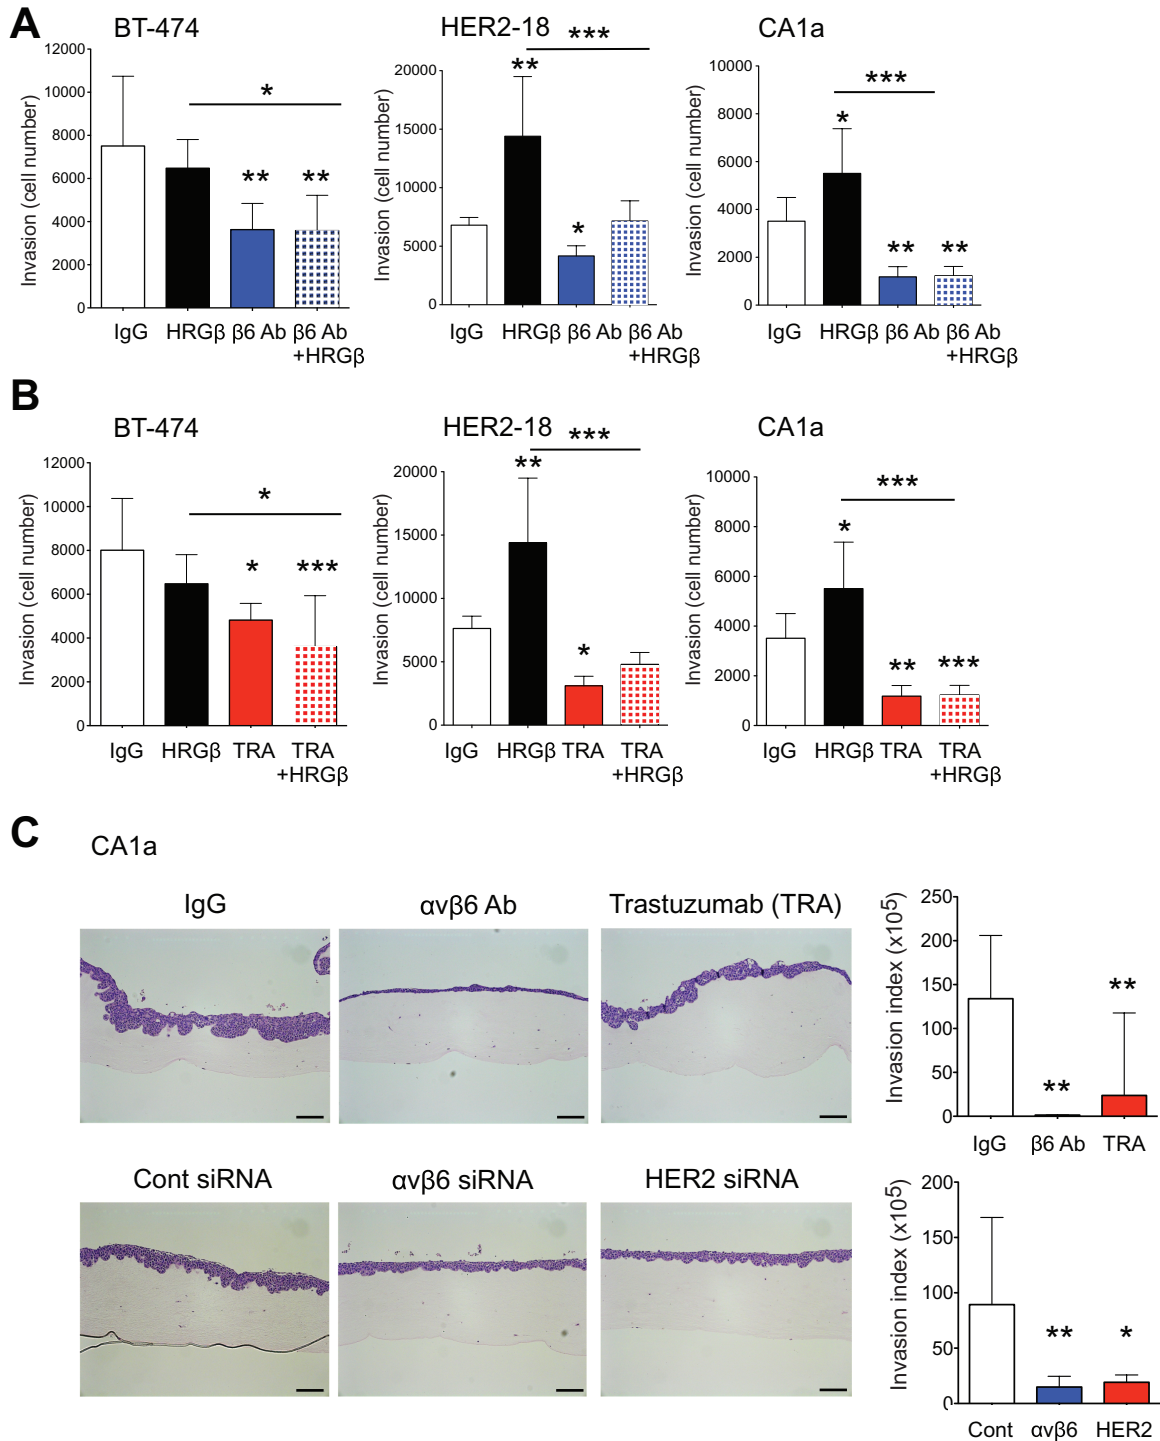 A
BT-474
HER2-18
CA1a
12000
10000
8000
6000
4000
2000
0
Invasion (cell number)
*
** **
IgG HRGβ β6 Ab β6 Ab
+HRGβ
20000
15000
10000
5000
0
Invasion (cell number)
***
**
*
IgG HRGβ β6 Ab β6 Ab
+HRGβ
10000
8000
6000
4000
2000
0
Invasion (cell number)
***
*
** **
IgG HRGβ β6 Ab β6 Ab
+HRGβ
B
BT-474
HER2-18
CA1a
12000
10000
8000
6000
4000
2000
0
Invasion (cell number)
*
* ***
IgG HRGβ TRA TRA
+HRGβ
20000
15000
10000
5000
0
Invasion (cell number)
***
**
*
IgG HRGβ TRA TRA
+HRGβ
10000
8000
6000
4000
2000
0
Invasion (cell number)
***
*
** ***
IgG HRGβ TRA TRA
+HRGβ
C
CA1a
IgG
αvβ6 Ab
Trastuzumab (TRA)
250
200
150
100
50
0
Invasion index (x10⁵)
**
**
IgG β6 Ab TRA
Cont siRNA
αvβ6 siRNA
HER2 siRNA
200
150
100
50
0
Invasion index (x10⁵)
** *
Cont αvβ6 HER2